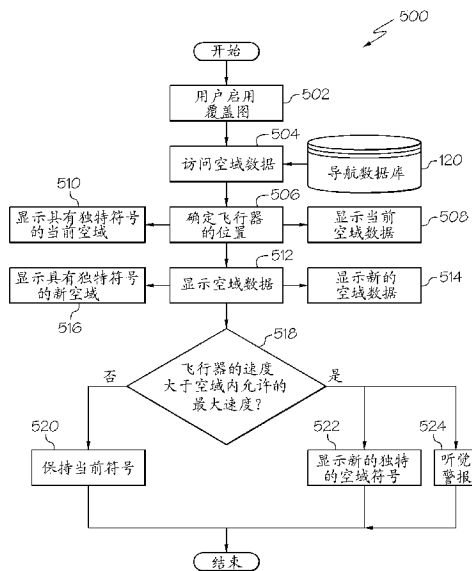 500
开始
用户启用
覆盖图
502
504
访问空域数据
导航数据库
120
510
显示具有独特符号
的当前空域
506
确定飞行器
的位置
显示当前
空域数据
508
512
显示具有独特符号
的新空域
516
显示空域数据
显示新的
空域数据
514
518
飞行器的速度
大于空域内允许的
最大速度?
否
是
520
保持当前符号
522
显示新的独特
的空域符号
524
听觉
警报
结束